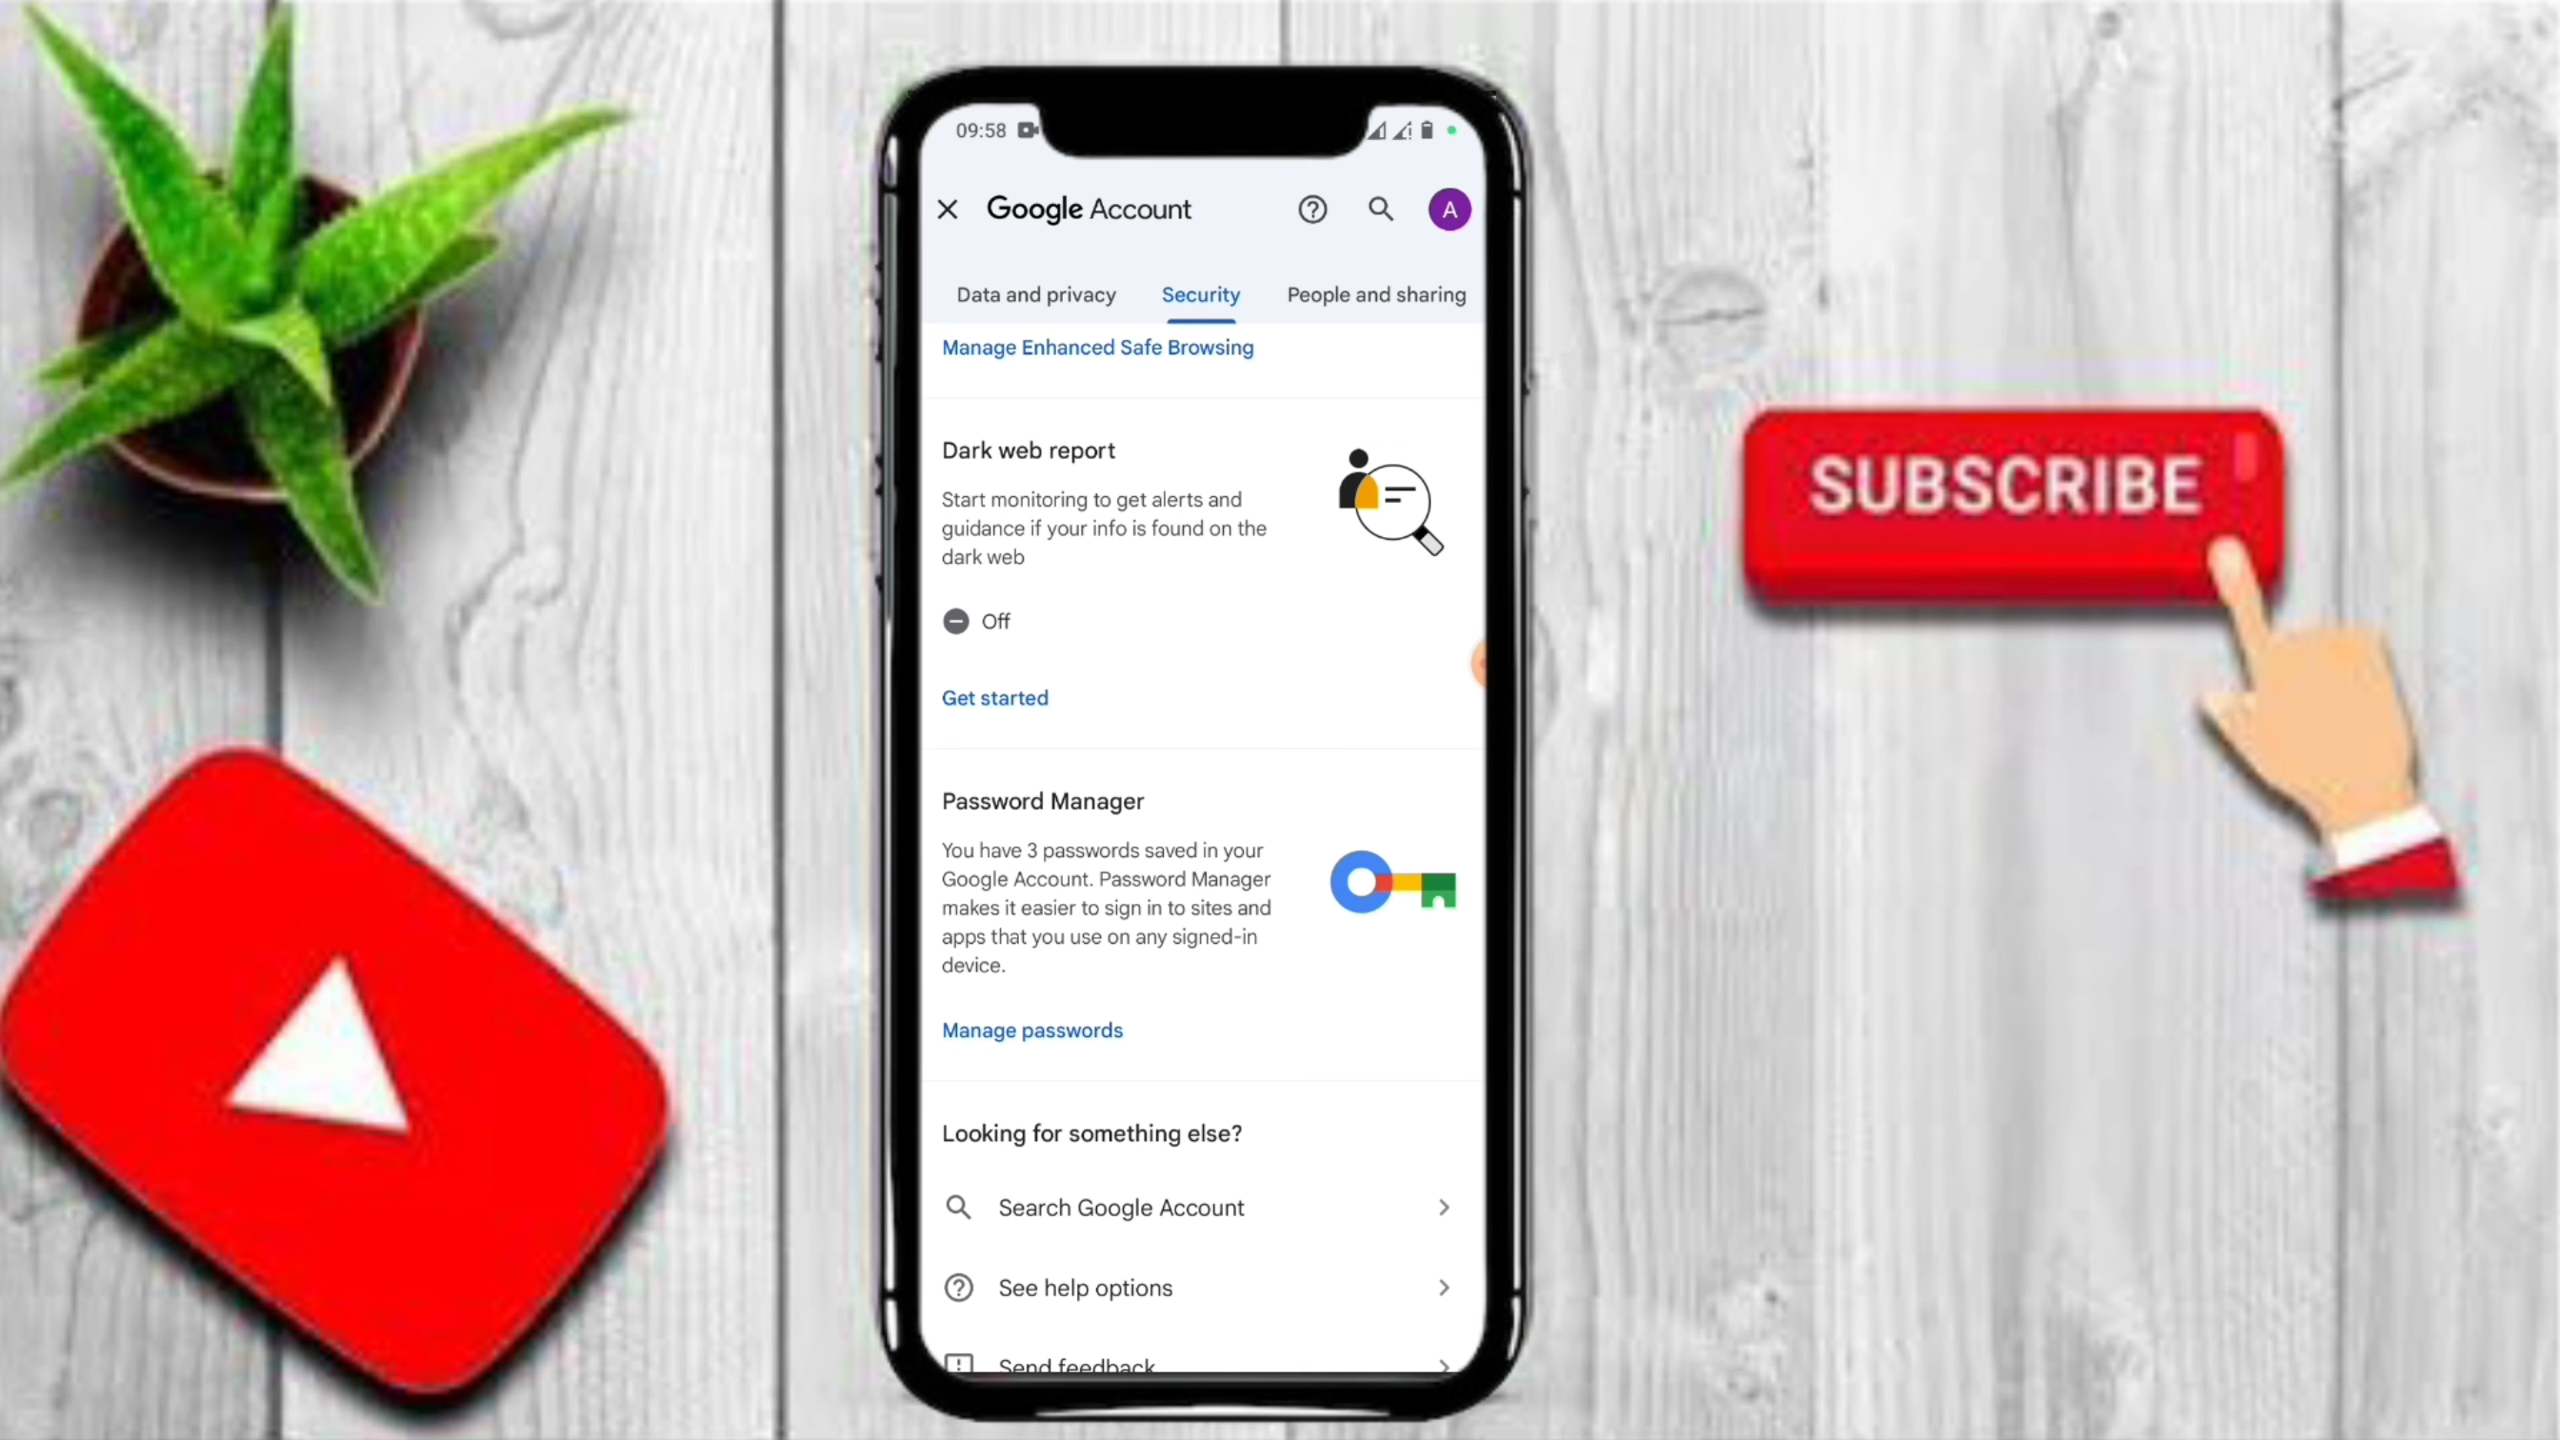 09:58
Google Account
A
Data and privacy
Security
People and sharing
Manage Enhanced Safe Browsing
Dark web report
Start monitoring to get alerts and
guidance if your info is found on the
dark web
Off
Get started
Password Manager
You have 3 passwords saved in your
Google Account. Password Manager
makes it easier to sign in to sites and
apps that you use on any signed-in
device.
Manage passwords
Looking for something else?
Search Google Account
See help options
Send feedback
SUBSCRIBE